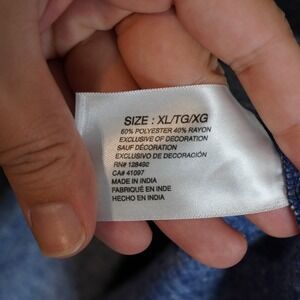 SIZE : XL/TG/XG
60% POLYESTER 40% RAYON
EXCLUSIVE OF DECORATION
SAUF DÉCORATION
EXCLUSIVO DE DECORACIÓN
RN# 128492
CA# 41097
MADE IN INDIA
FABRIQUÉ EN INDE
HECHO EN INDIA